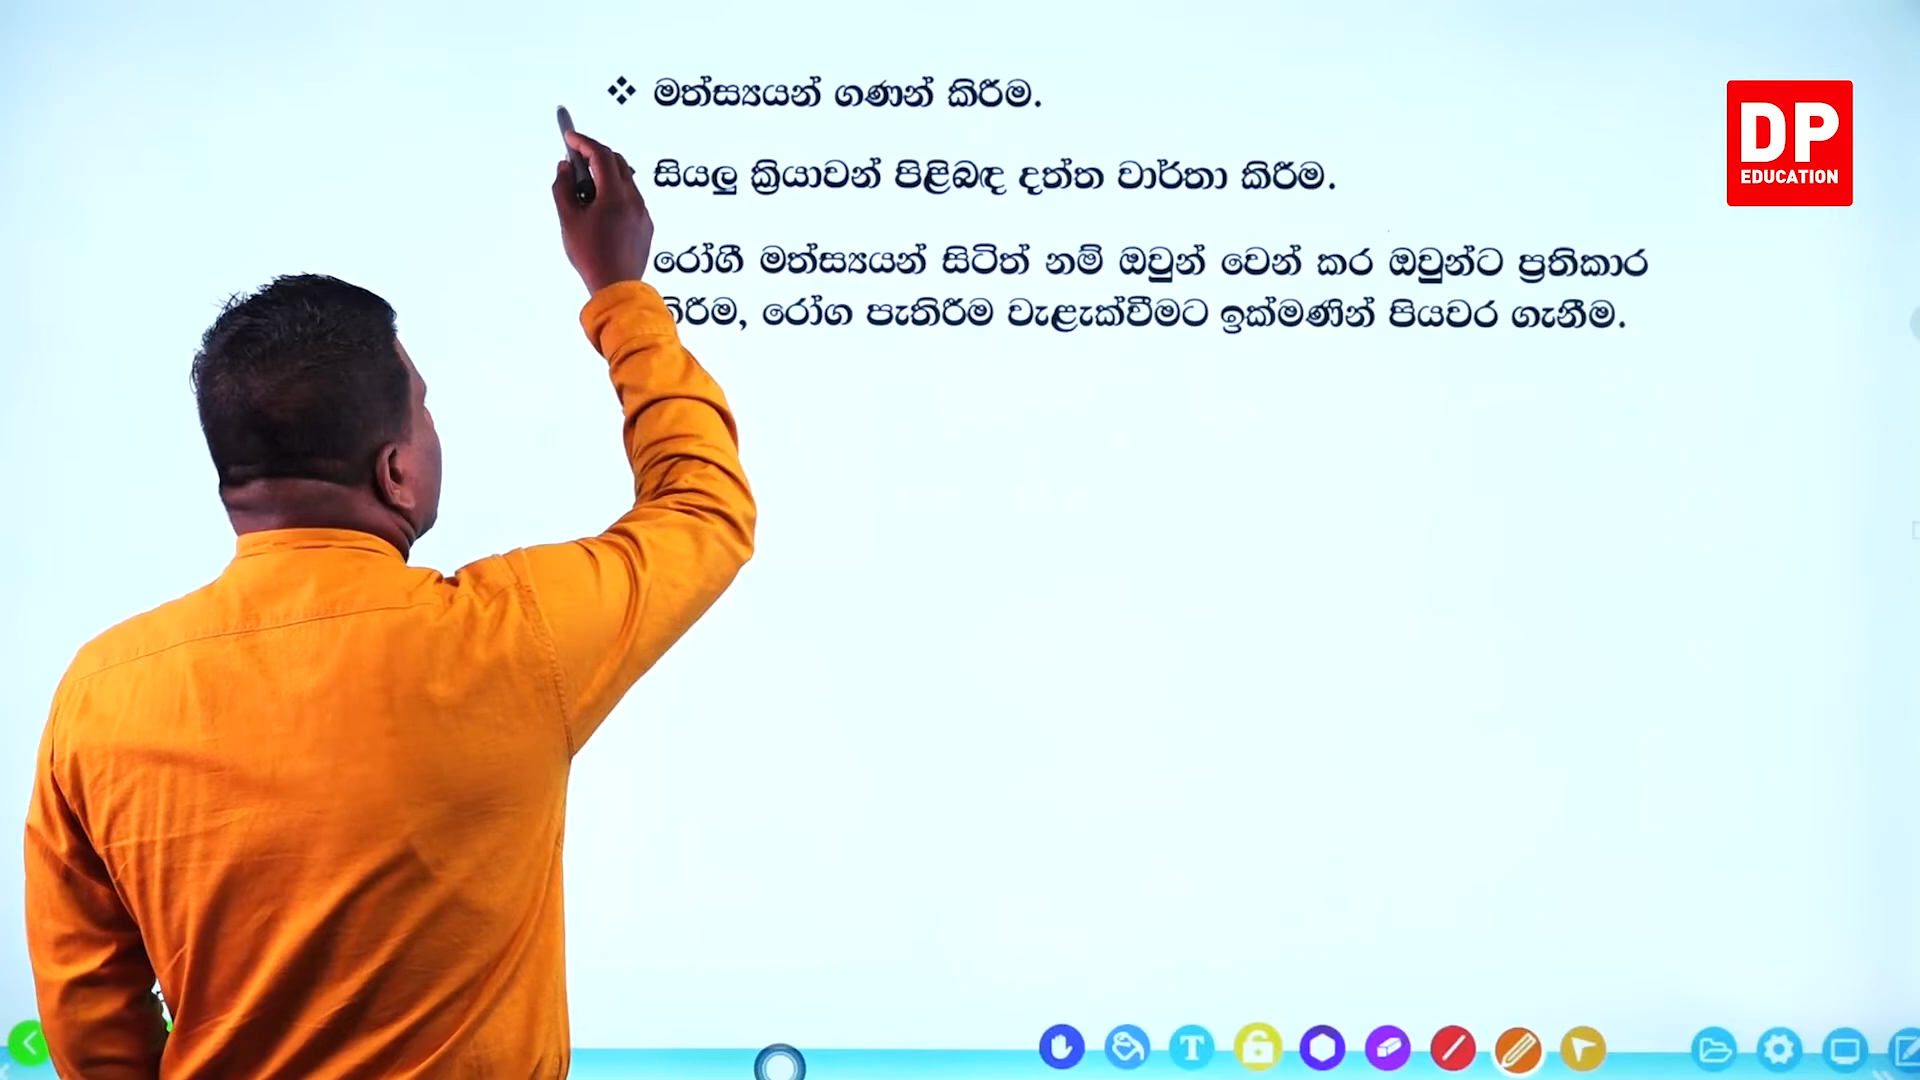 ❖ මත්ස්‍යයන් ගණන් කිරීම.
සියලු ක්‍රියාවන් පිළිබඳ දත්ත වාර්තා කිරීම.
රෝගී මත්ස්‍යයන් සිටිත් නම් ඔවුන් වෙන් කර ඔවුන්ට ප්‍රතිකාර
කිරීම, රෝග පැතිරීම වැළැක්වීමට ඉක්මණින් පියවර ගැනීම.
DP
EDUCATION
T